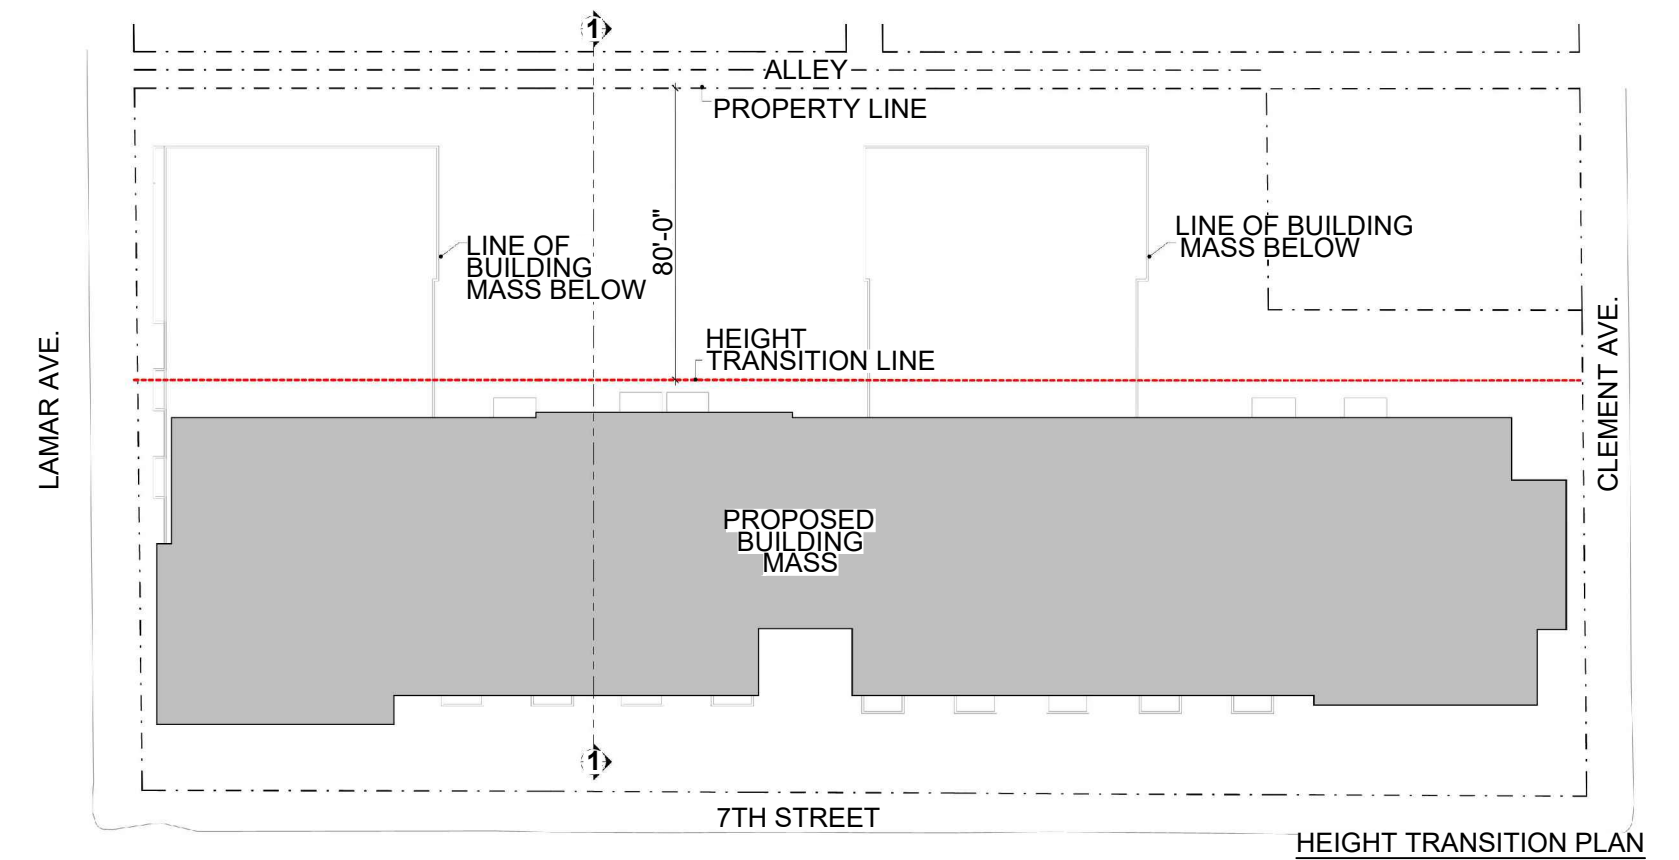 1
ALLEY
PROPERTY LINE
80'-0"
LINE OF
BUILDING
MASS BELOW
LINE OF BUILDING
MASS BELOW
HEIGHT
TRANSITION LINE
LAMAR AVE.
CLEMENT AVE.
PROPOSED
BUILDING
MASS
1
7TH STREET
HEIGHT TRANSITION PLAN